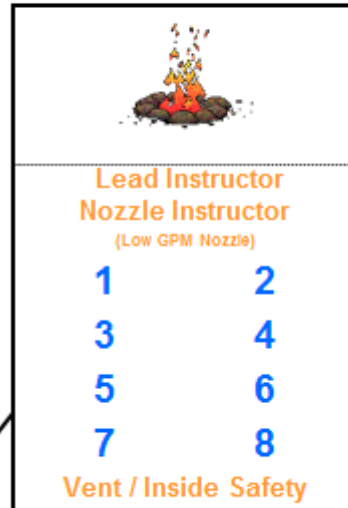 Lead Instructor
Nozzle Instructor
(Low GPM Nozzle)
1 2
3 4
5 6
7 8
Vent / Inside Safety